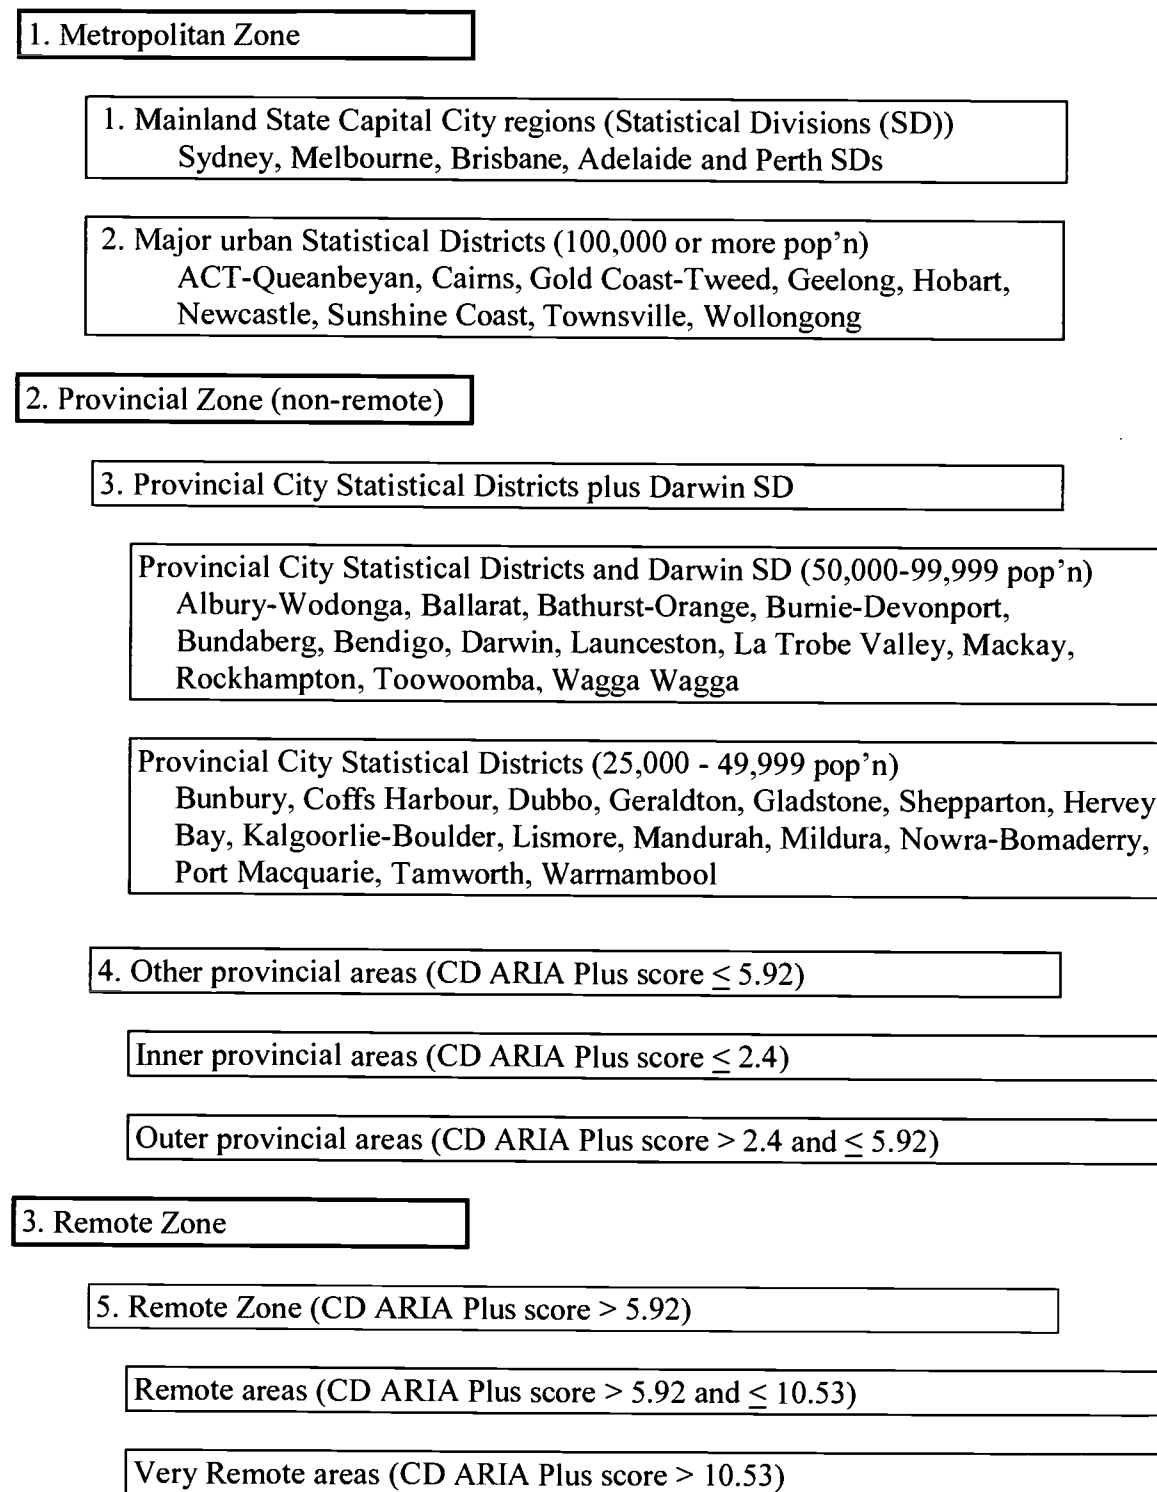 1. Metropolitan Zone
1. Mainland State Capital City regions (Statistical Divisions (SD))
Sydney, Melbourne, Brisbane, Adelaide and Perth SDs
2. Major urban Statistical Districts (100,000 or more pop'n)
ACT-Queanbeyan, Cairns, Gold Coast-Tweed, Geelong, Hobart,
Newcastle, Sunshine Coast, Townsville, Wollongong
2. Provincial Zone (non-remote)
3. Provincial City Statistical Districts plus Darwin SD
Provincial City Statistical Districts and Darwin SD (50,000-99,999 pop'n)
Albury-Wodonga, Ballarat, Bathurst-Orange, Burnie-Devonport,
Bundaberg, Bendigo, Darwin, Launceston, La Trobe Valley, Mackay,
Rockhampton, Toowoomba, Wagga Wagga
Provincial City Statistical Districts (25,000 - 49,999 pop'n)
Bunbury, Coffs Harbour, Dubbo, Geraldton, Gladstone, Shepparton, Hervey
Bay, Kalgoorlie-Boulder, Lismore, Mandurah, Mildura, Nowra-Bomaderry,
Port Macquarie, Tamworth, Warrnambool
4. Other provincial areas (CD ARIA Plus score ≤ 5.92)
Inner provincial areas (CD ARIA Plus score ≤ 2.4)
Outer provincial areas (CD ARIA Plus score > 2.4 and ≤ 5.92)
3. Remote Zone
5. Remote Zone (CD ARIA Plus score > 5.92)
Remote areas (CD ARIA Plus score > 5.92 and ≤ 10.53)
Very Remote areas (CD ARIA Plus score > 10.53)